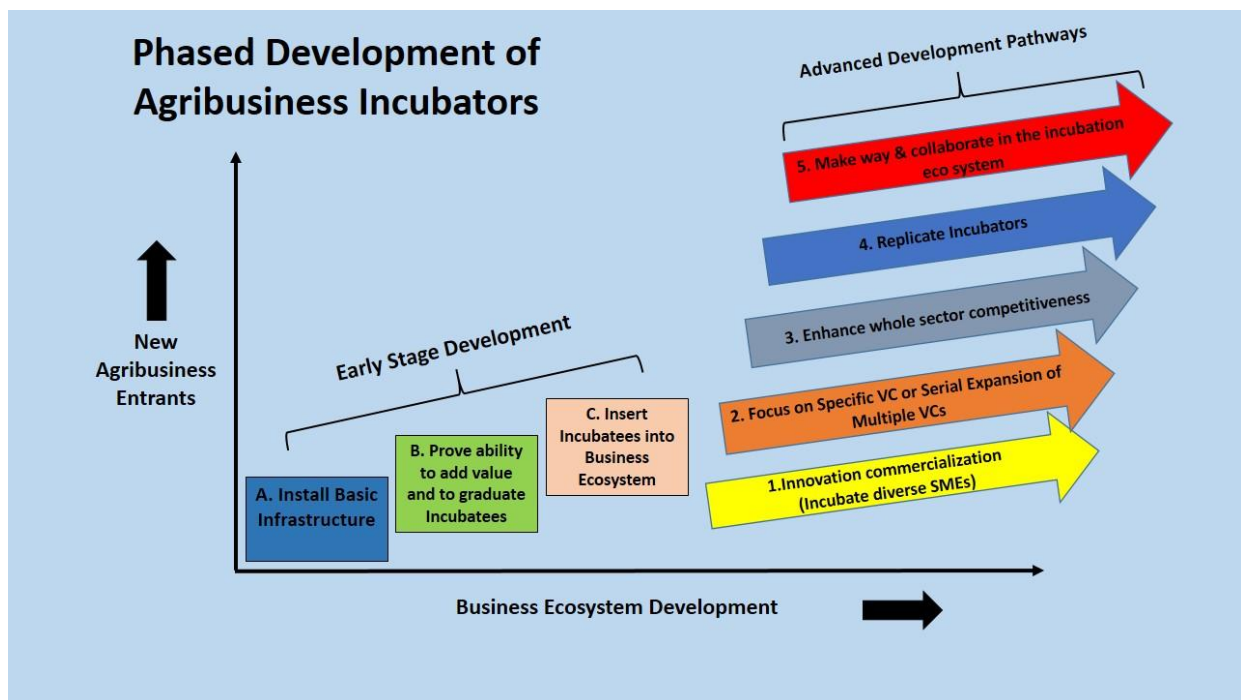 Phased Development of
Agribusiness Incubators
Advanced Development Pathways
5. Make way & collaborate in the incubation
eco system
4. Replicate Incubators
3. Enhance whole sector competitiveness
2. Focus on Specific VC or Serial Expansion of
Multiple VCs
1.Innovation commercialization
(Incubate diverse SMEs)
New
Agribusiness
Entrants
Early Stage Development
A. Install Basic
Infrastructure
B. Prove ability
to add value
and to graduate
Incubatees
C. Insert
Incubatees into
Business
Ecosystem
Business Ecosystem Development